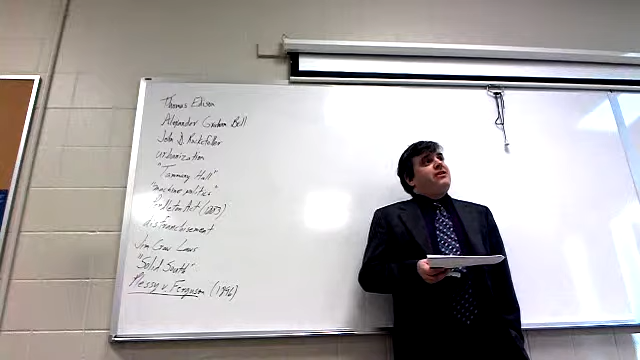 Thomas Edison
Alexander Graham Bell
John D. Rockefeller
urbanization
"Tammany Hall"
"machine politics"
Pendleton Act (1883)
disfranchisement
Jim Crow Laws
"Solid South"
Plessy v. Ferguson (1896)